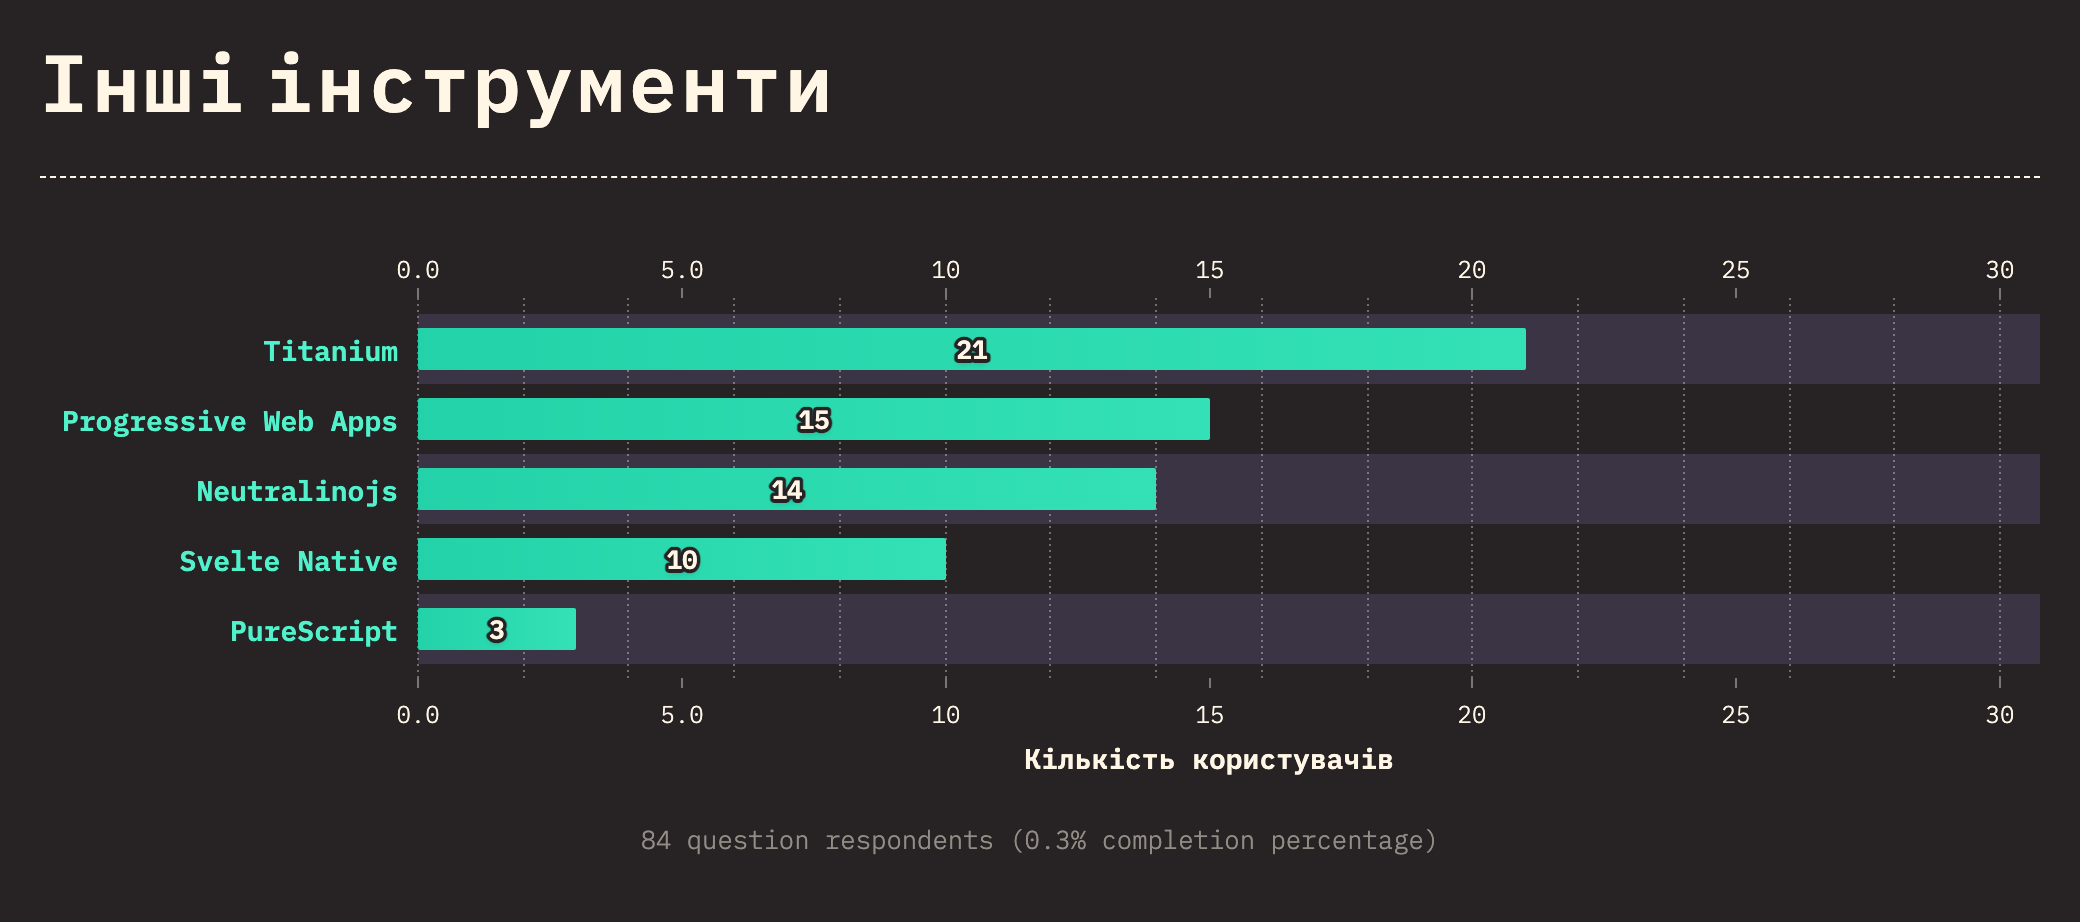 Інші інструменти
0.0 5.0 10 15 20 25 30
Titanium 21
Progressive Web Apps 15
Neutralinojs 14
Svelte Native 10
PureScript 3
0.0 5.0 10 15 20 25 30
Кількість користувачів
84 question respondents (0.3% completion percentage)